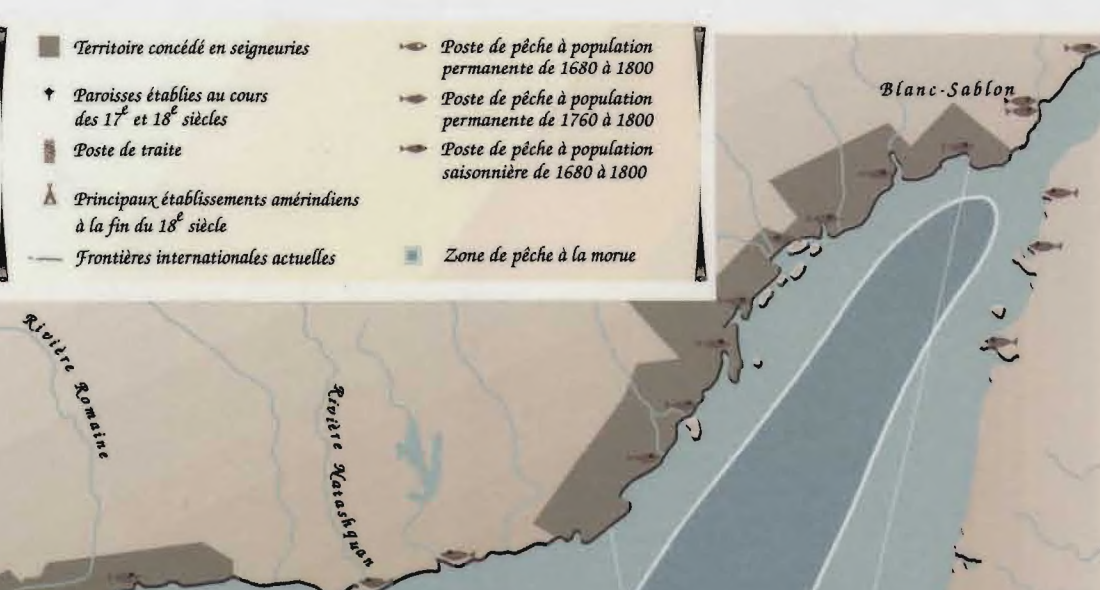 Territoire concédé en seigneuries
Paroisses établies au cours
des 17e et 18e siècles
Poste de traite
Principaux établissements amérindiens
à la fin du 18e siècle
Frontières internationales actuelles
Poste de pêche à population
permanente de 1680 à 1800
Poste de pêche à population
permanente de 1760 à 1800
Poste de pêche à population
saisonnière de 1680 à 1800
Zone de pêche à la morue
Blanc-Sablon
Rivière Romaine
Rivière Natashquan